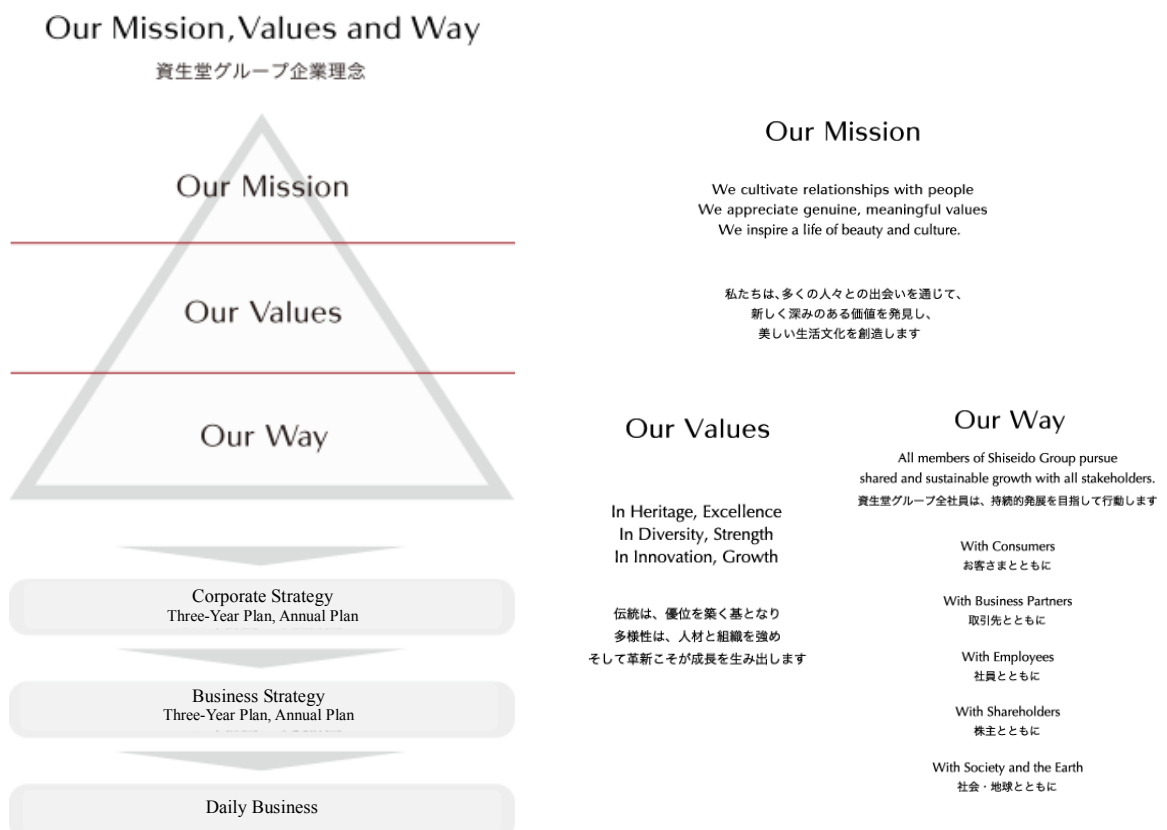 Our Mission, Values and Way
資生堂グループ企業理念
Our Mission
Our Values
Our Way
Corporate Strategy
Three-Year Plan, Annual Plan
Business Strategy
Three-Year Plan, Annual Plan
Daily Business
Our Mission
We cultivate relationships with people
We appreciate genuine, meaningful values
We inspire a life of beauty and culture.
私たちは、多くの人々との出会いを通じて、
新しく深みのある価値を発見し、
美しい生活文化を創造します
Our Values
In Heritage, Excellence
In Diversity, Strength
In Innovation, Growth
伝統は、優位を築く基となり
多様性は、人材と組織を強め
そして革新こそが成長を生み出します
Our Way
All members of Shiseido Group pursue
shared and sustainable growth with all stakeholders.
資生堂グループ全社員は、持続的発展を目指して行動します
With Consumers
お客さまとともに
With Business Partners
取引先とともに
With Employees
社員とともに
With Shareholders
株主とともに
With Society and the Earth
社会・地球とともに